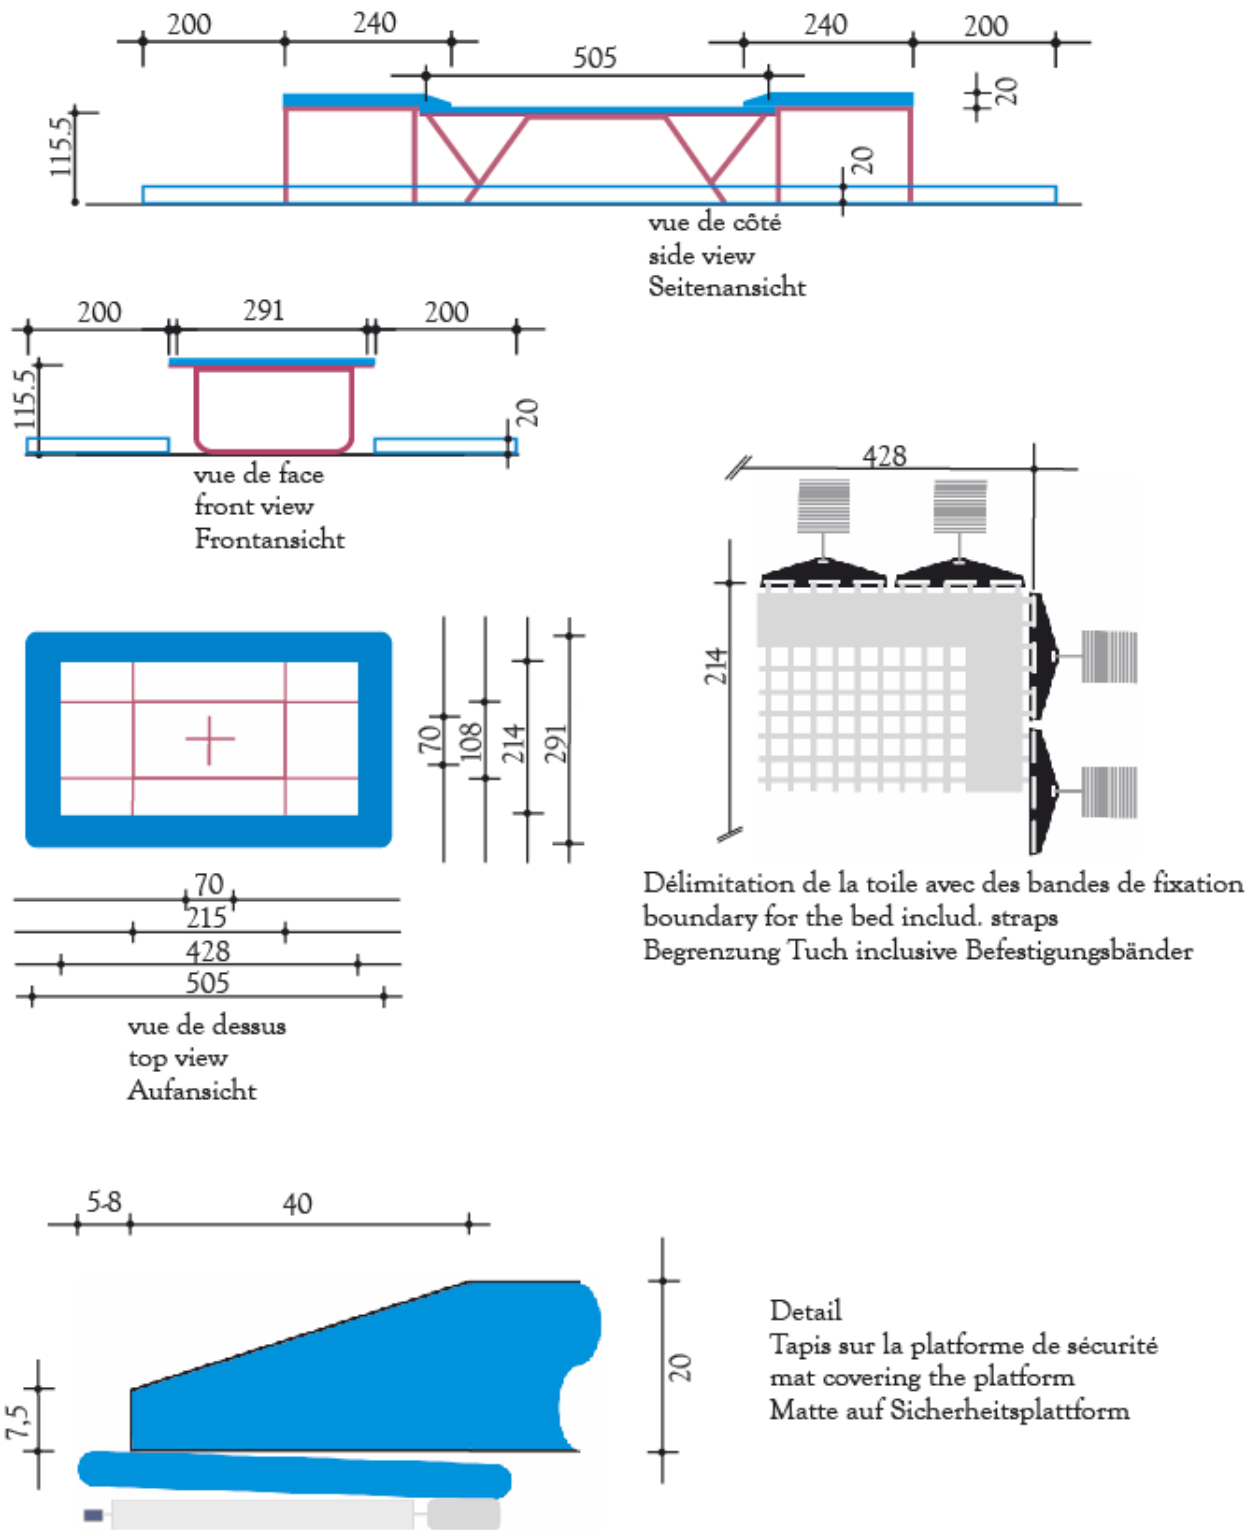 200 240 240 200
505
20
115.5
20
vue de côté
side view
Seitenansicht
200 291 200
115.5
20
vue de face
front view
Frontansicht
428
214
Délimitation de la toile avec des bandes de fixation
boundary for the bed includ. straps
Begrenzung Tuch inclusive Befestigungsbänder
70 108 214 291
70
215
428
505
vue de dessus
top view
Aufansicht
5-8 40
7,5
20
Detail
Tapis sur la platforme de sécurité
mat covering the platform
Matte auf Sicherheitsplattform